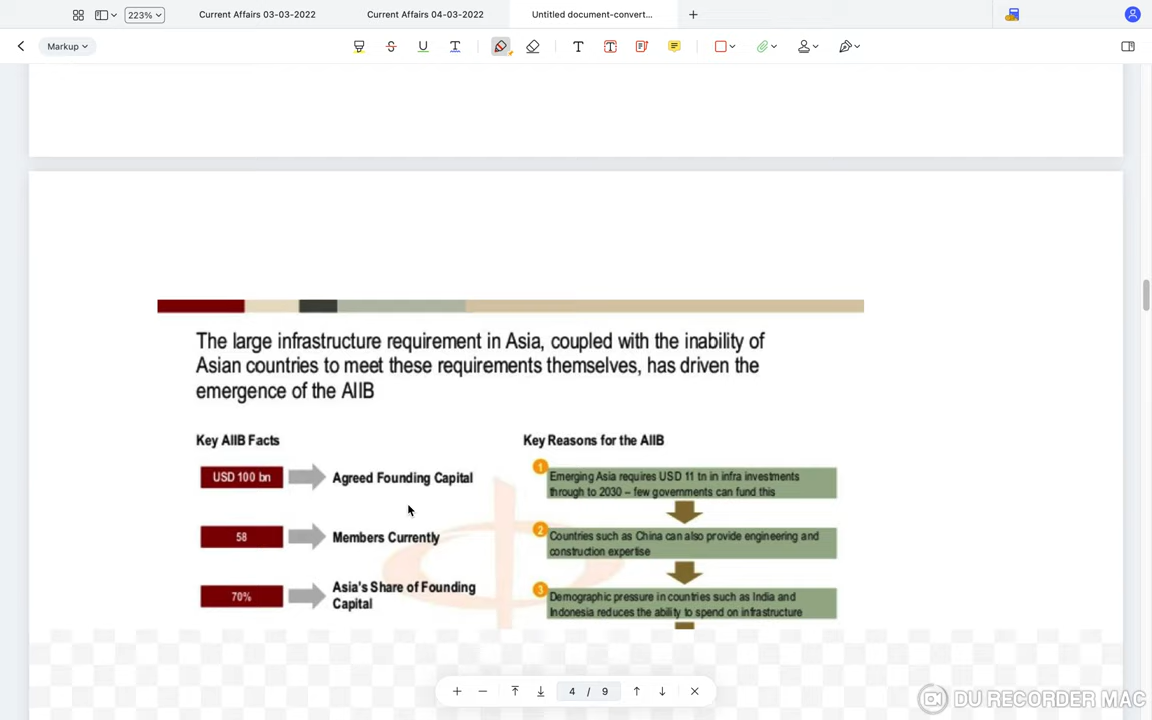 223%
Current Affairs 03-03-2022
Current Affairs 04-03-2022
Untitled document-convert...
Markup
The large infrastructure requirement in Asia, coupled with the inability of
Asian countries to meet these requirements themselves, has driven the
emergence of the AIIB
Key AIIB Facts
USD 100 bn
Agreed Founding Capital
58
Members Currently
70%
Asia's Share of Founding
Capital
Key Reasons for the AIIB
1
Emerging Asia requires USD 11 tn in infra investments
through to 2030 – few governments can fund this
2
Countries such as China can also provide engineering and
construction expertise
3
Demographic pressure in countries such as India and
Indonesia reduces the ability to spend on infrastructure
4 / 9
DU RECORDER MAC